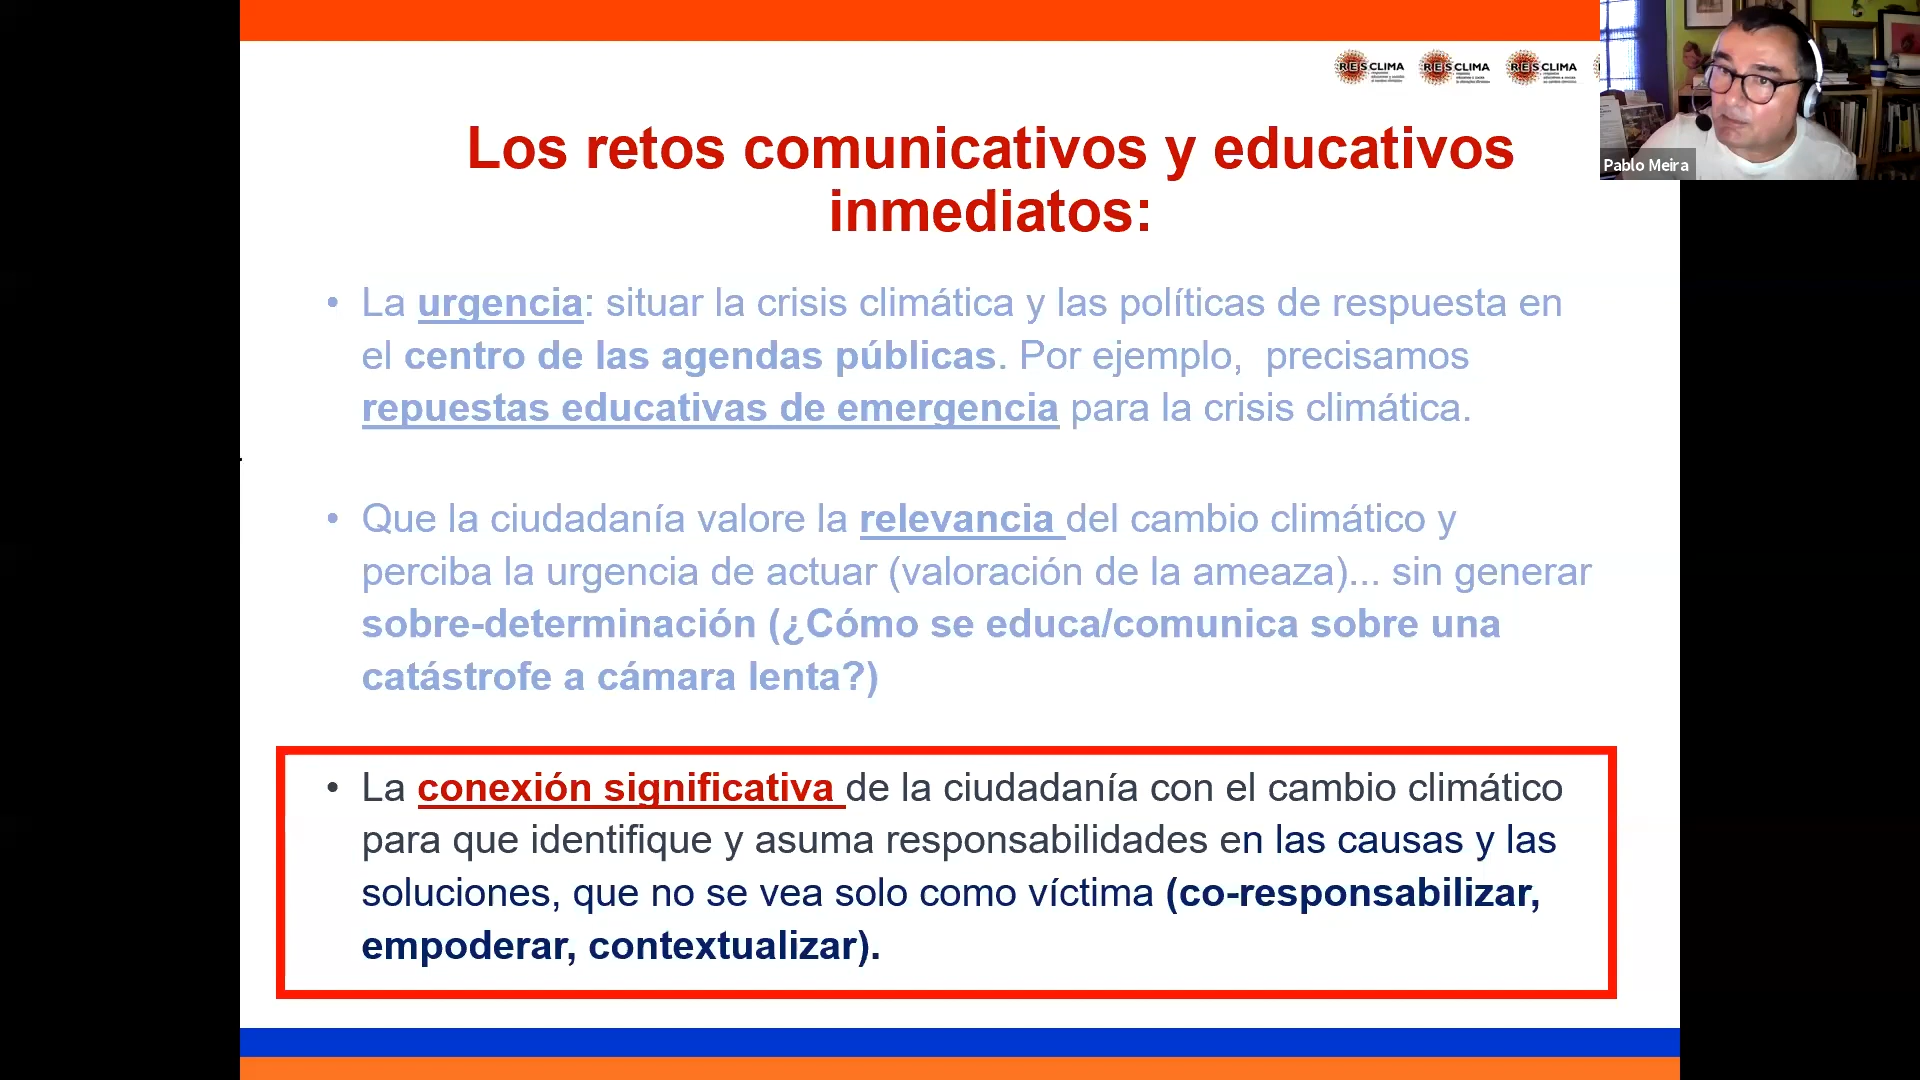 RESCLIMA RESCLIMA RESCLIMA
Pablo Meira
Los retos comunicativos y educativos
inmediatos:
• La urgencia: situar la crisis climática y las políticas de respuesta en
el centro de las agendas públicas. Por ejemplo, precisamos
repuestas educativas de emergencia para la crisis climática.
• Que la ciudadanía valore la relevancia del cambio climático y
perciba la urgencia de actuar (valoración de la ameaza)... sin generar
sobre-determinación (¿Cómo se educa/comunica sobre una
catástrofe a cámara lenta?)
• La conexión significativa de la ciudadanía con el cambio climático
para que identifique y asuma responsabilidades en las causas y las
soluciones, que no se vea solo como víctima (co-responsabilizar,
empoderar, contextualizar).